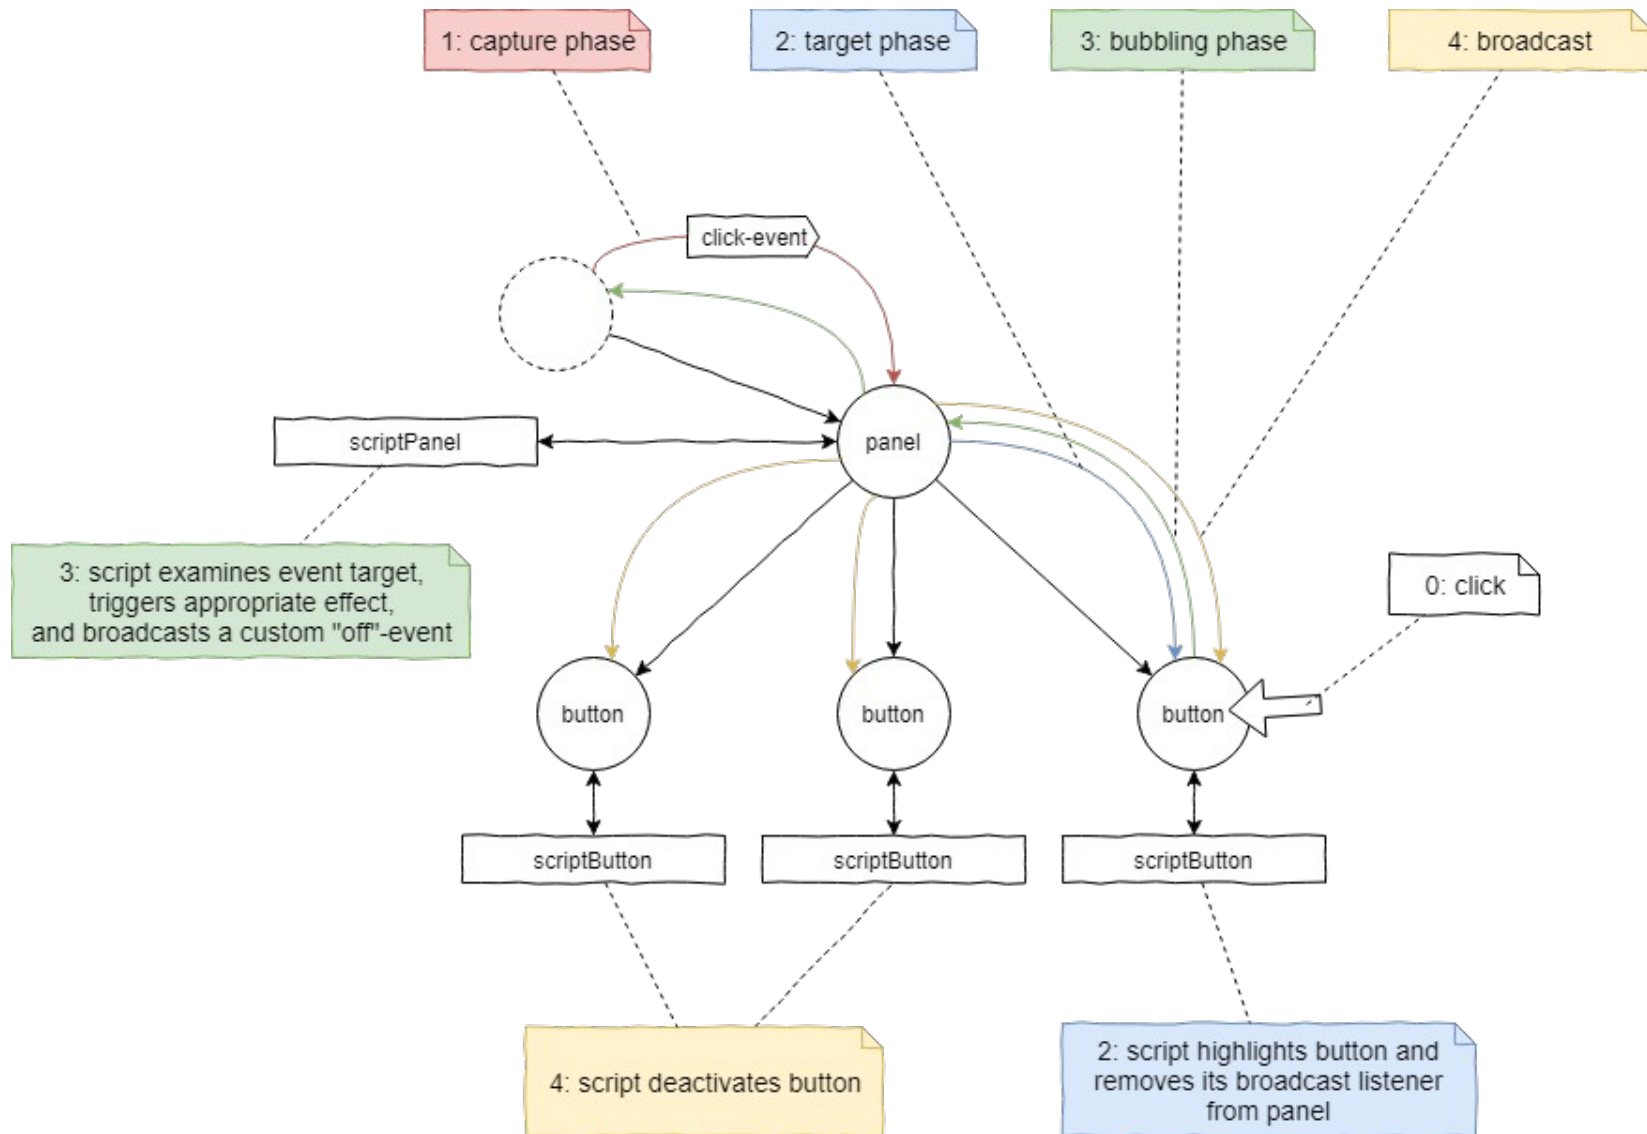 1: capture phase
2: target phase
3: bubbling phase
4: broadcast
click-event
scriptPanel
panel
3: script examines event target,
triggers appropriate effect,
and broadcasts a custom "off"-event
0: click
button
button
button
scriptButton
scriptButton
scriptButton
4: script deactivates button
2: script highlights button and
removes its broadcast listener
from panel